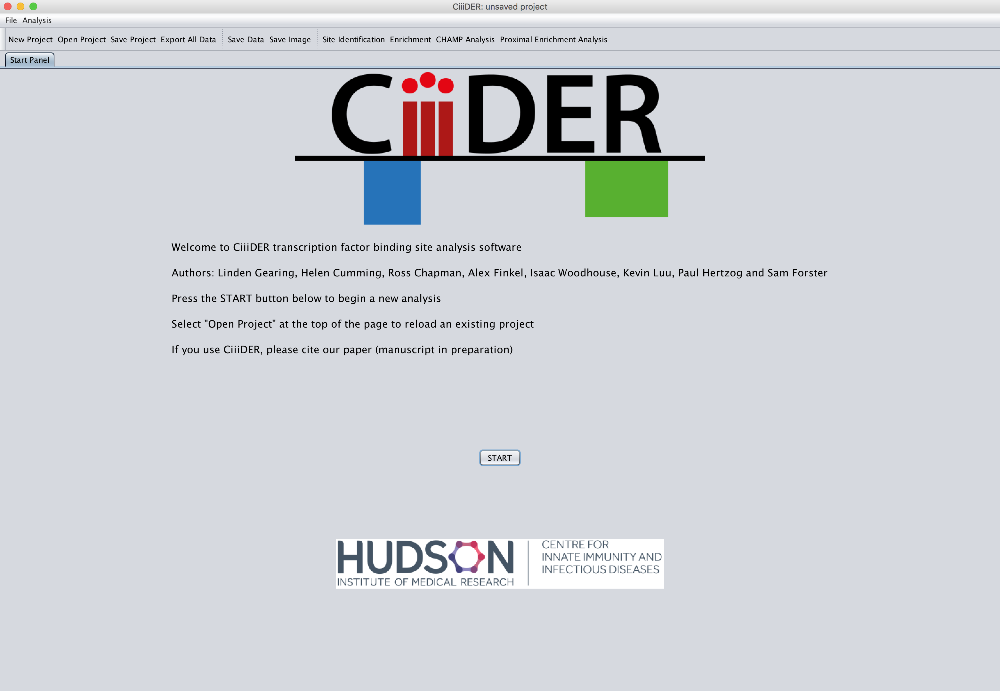 CiiiDER: unsaved project
File Analysis
New Project Open Project Save Project Export All Data Save Data Save Image Site Identification Enrichment CHAMP Analysis Proximal Enrichment Analysis
Start Panel
CiiiDER
Welcome to CiiiDER transcription factor binding site analysis software
Authors: Linden Gearing, Helen Cumming, Ross Chapman, Alex Finkel, Isaac Woodhouse, Kevin Luu, Paul Hertzog and Sam Forster
Press the START button below to begin a new analysis
Select "Open Project" at the top of the page to reload an existing project
If you use CiiiDER, please cite our paper (manuscript in preparation)
START
HUDSON
INSTITUTE OF MEDICAL RESEARCH
CENTRE FOR
INNATE IMMUNITY AND
INFECTIOUS DISEASES